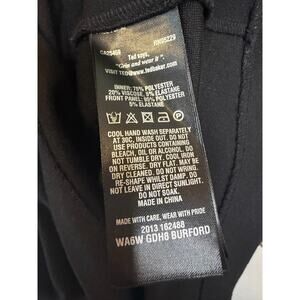 CA25456 RN98229
Ted says,
"Grin and wear it".
VISIT TED@www.tedbaker.com
INNER: 75% POLYESTER
20% VISCOSE, 5% ELASTANE
FRONT PANEL: 95% POLYESTER
5% ELASTANE
COOL HAND WASH SEPARATELY
AT 30C, INSIDE OUT. DO NOT
USE PRODUCTS CONTAINING
BLEACH, OIL OR ALCOHOL. DO
NOT TUMBLE DRY. COOL IRON
ON REVERSE. DRY FLAT. MAY BE
DRY CLEANED. DO NOT WRING.
RE-SHAPE WHILST DAMP. DO
NOT LEAVE IN DIRECT SUNLIGHT.
DO NOT SOAK.
MADE IN CHINA
MADE WITH CARE, WEAR WITH PRIDE
2013 162488
WA6W GDH8 BURFORD